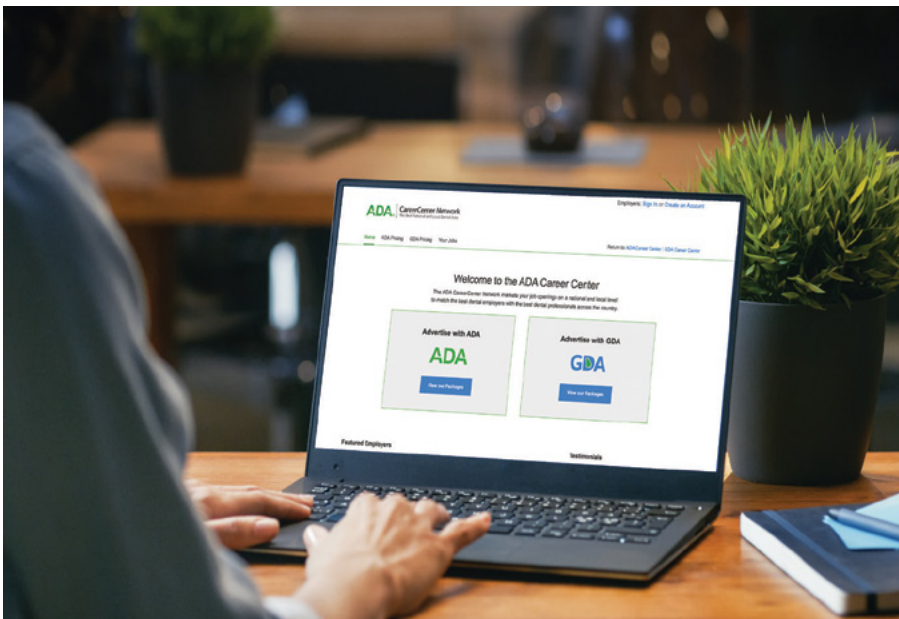 Employers: Sign In or Create an Account
ADA. CareerCenter Network
Home ADA Pricing GDA Pricing Your Jobs
Return to ADA Career Center | GDA Career Center
Welcome to the ADA Career Center
The ADA CareerCenter Network markets your job openings on a national and local level
to match the best dental employers with the best dental professionals across the country.
Advertise with ADA
ADA
View our Packages
Advertise with GDA
GDA
View our Packages
Featured Employers
Testimonials